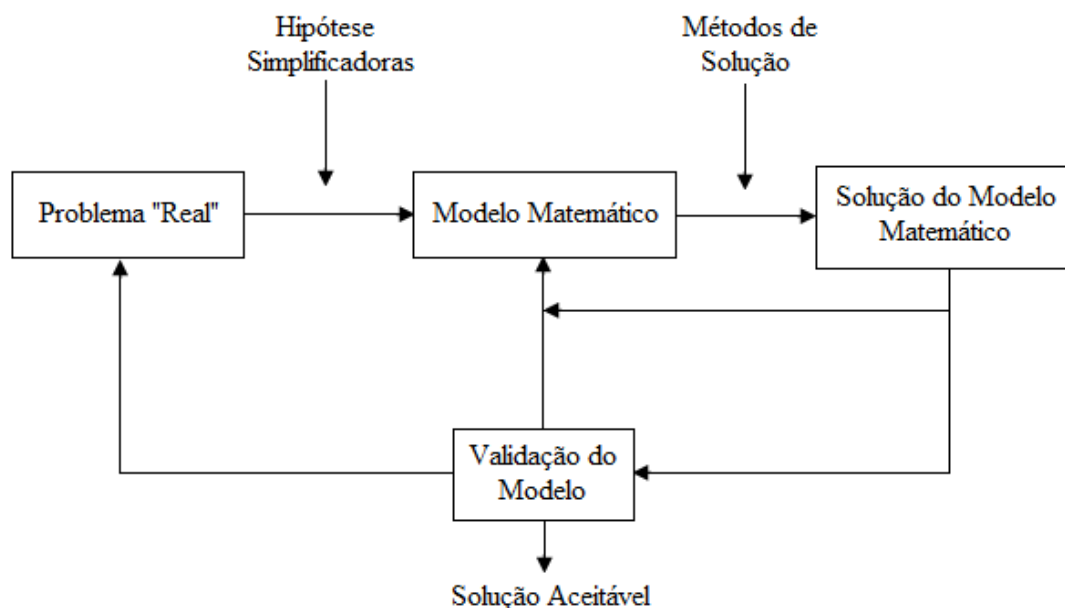 Hipótese
Simplificadoras
Métodos de
Solução
Problema "Real"
Modelo Matemático
Solução do Modelo
Matemático
Validação do
Modelo
Solução Aceitável